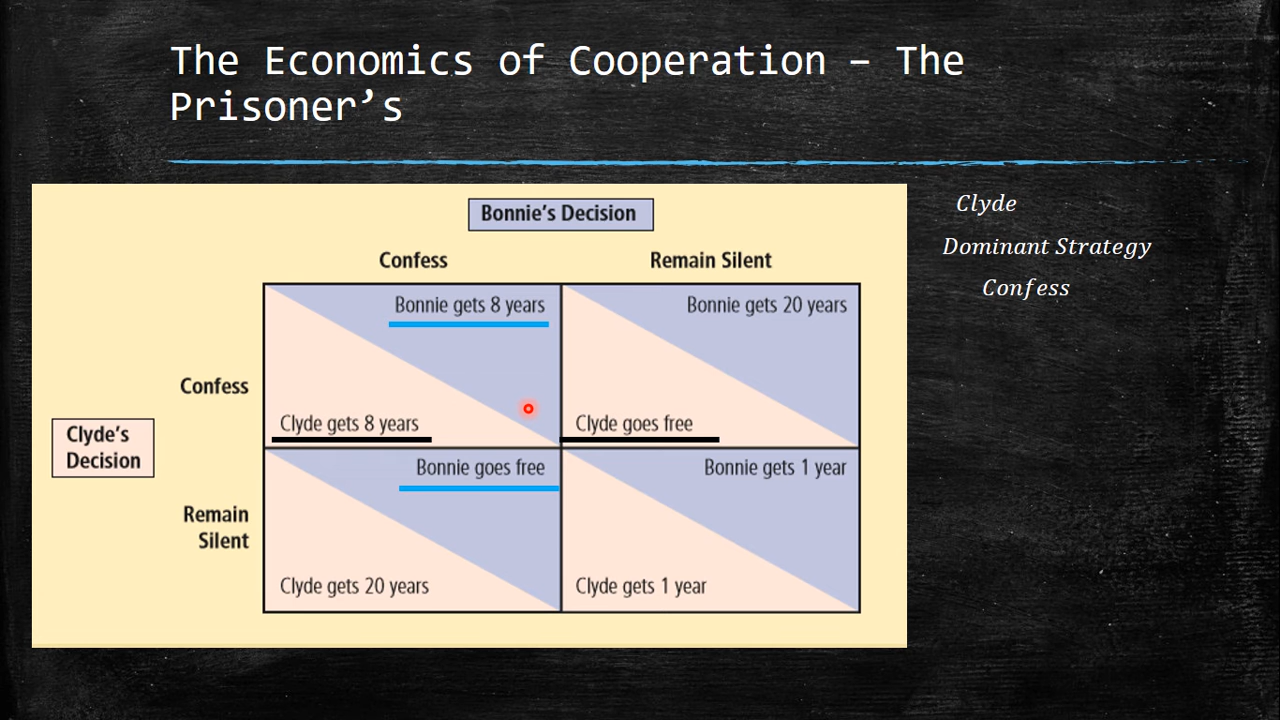 The Economics of Cooperation – The
Prisoner’s
Bonnie’s Decision
Confess
Remain Silent
Clyde’s
Decision
Confess
Bonnie gets 8 years
Clyde gets 8 years
Bonnie gets 20 years
Clyde goes free
Remain
Silent
Bonnie goes free
Clyde gets 20 years
Bonnie gets 1 year
Clyde gets 1 year
Clyde
Dominant Strategy
Confess